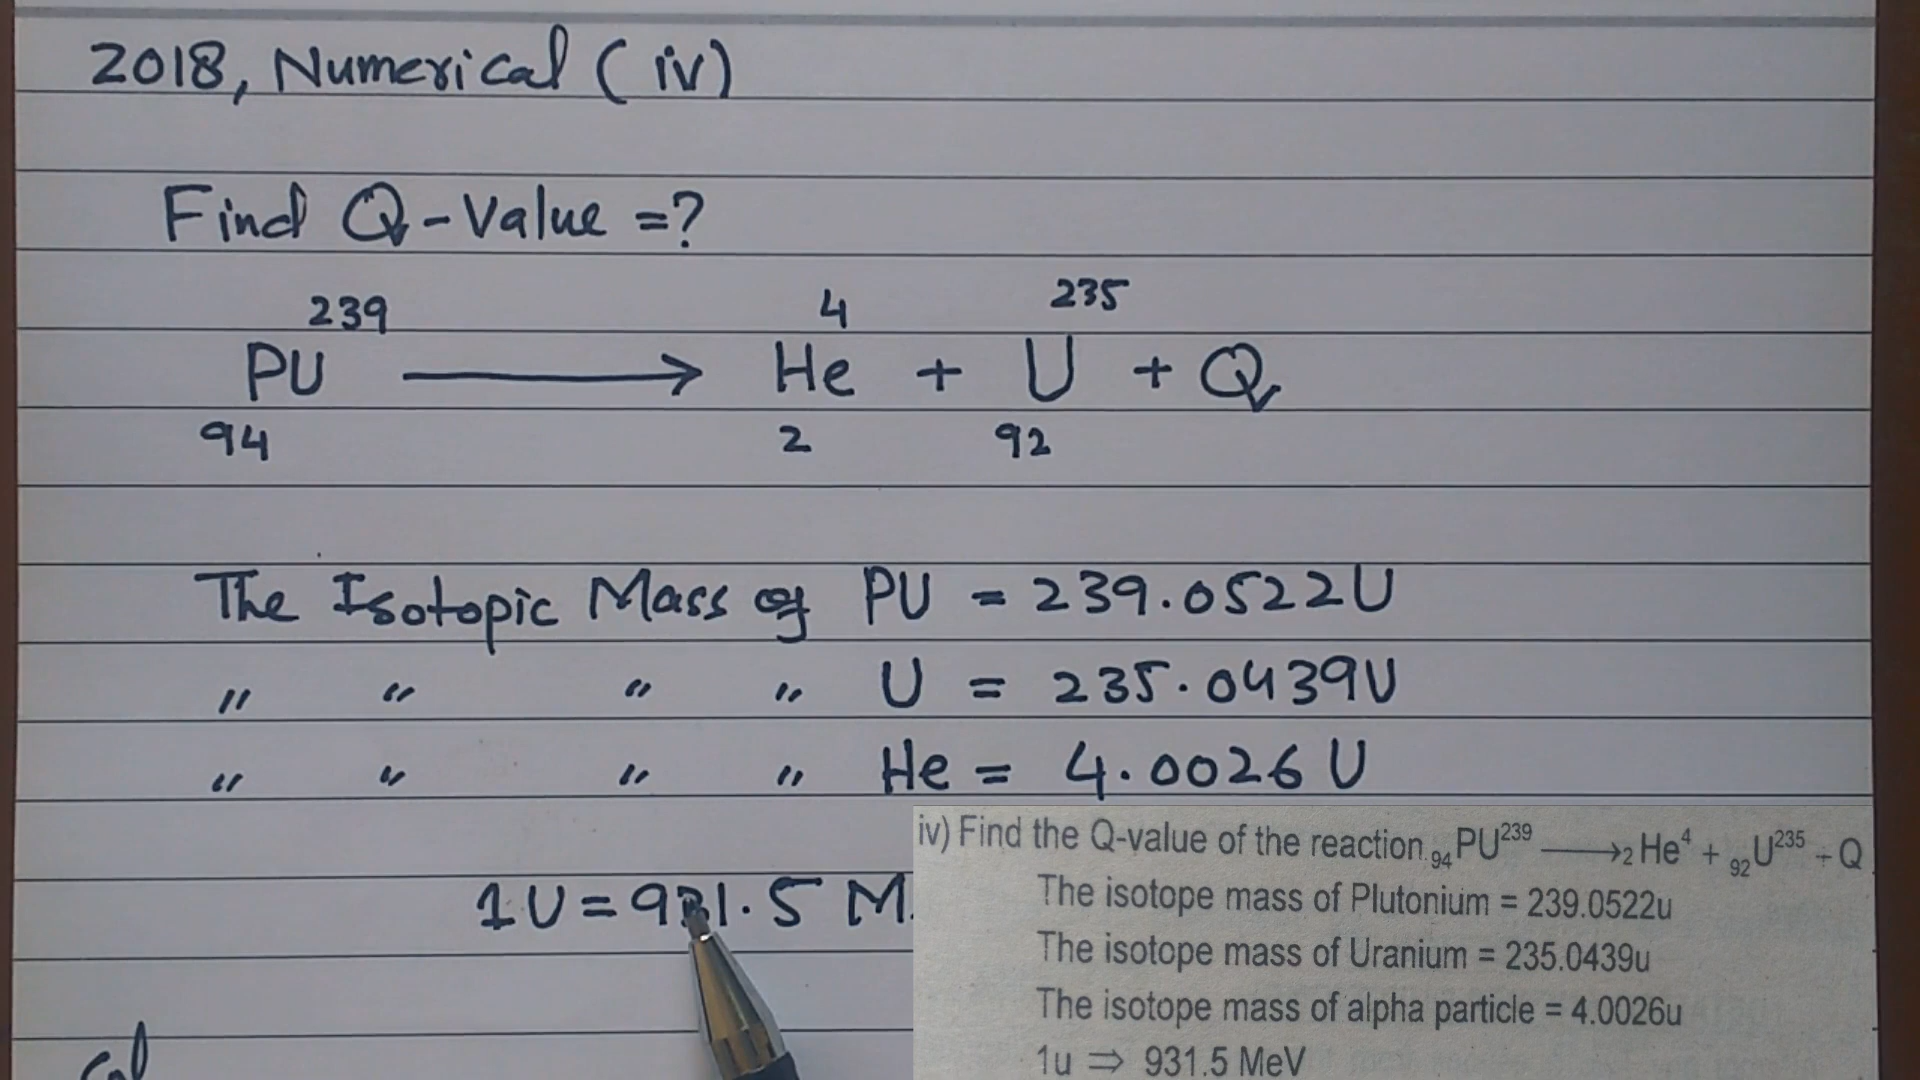 2018, Numerical (iv)
Find Q-Value =?
239 4 235
PU ⟶ He + U + Q
94 2 92
The Isotopic Mass of PU = 239.0522U
" " " " U = 235.0439U
" " " " He = 4.0026 U
1U = 931.5 M
iv) Find the Q-value of the reaction ₉₄PU²³⁹ ⟶ ₂He⁴ + ₉₂U²³⁵ + Q
The isotope mass of Plutonium = 239.0522u
The isotope mass of Uranium = 235.0439u
The isotope mass of alpha particle = 4.0026u
1u ⇒ 931.5 MeV